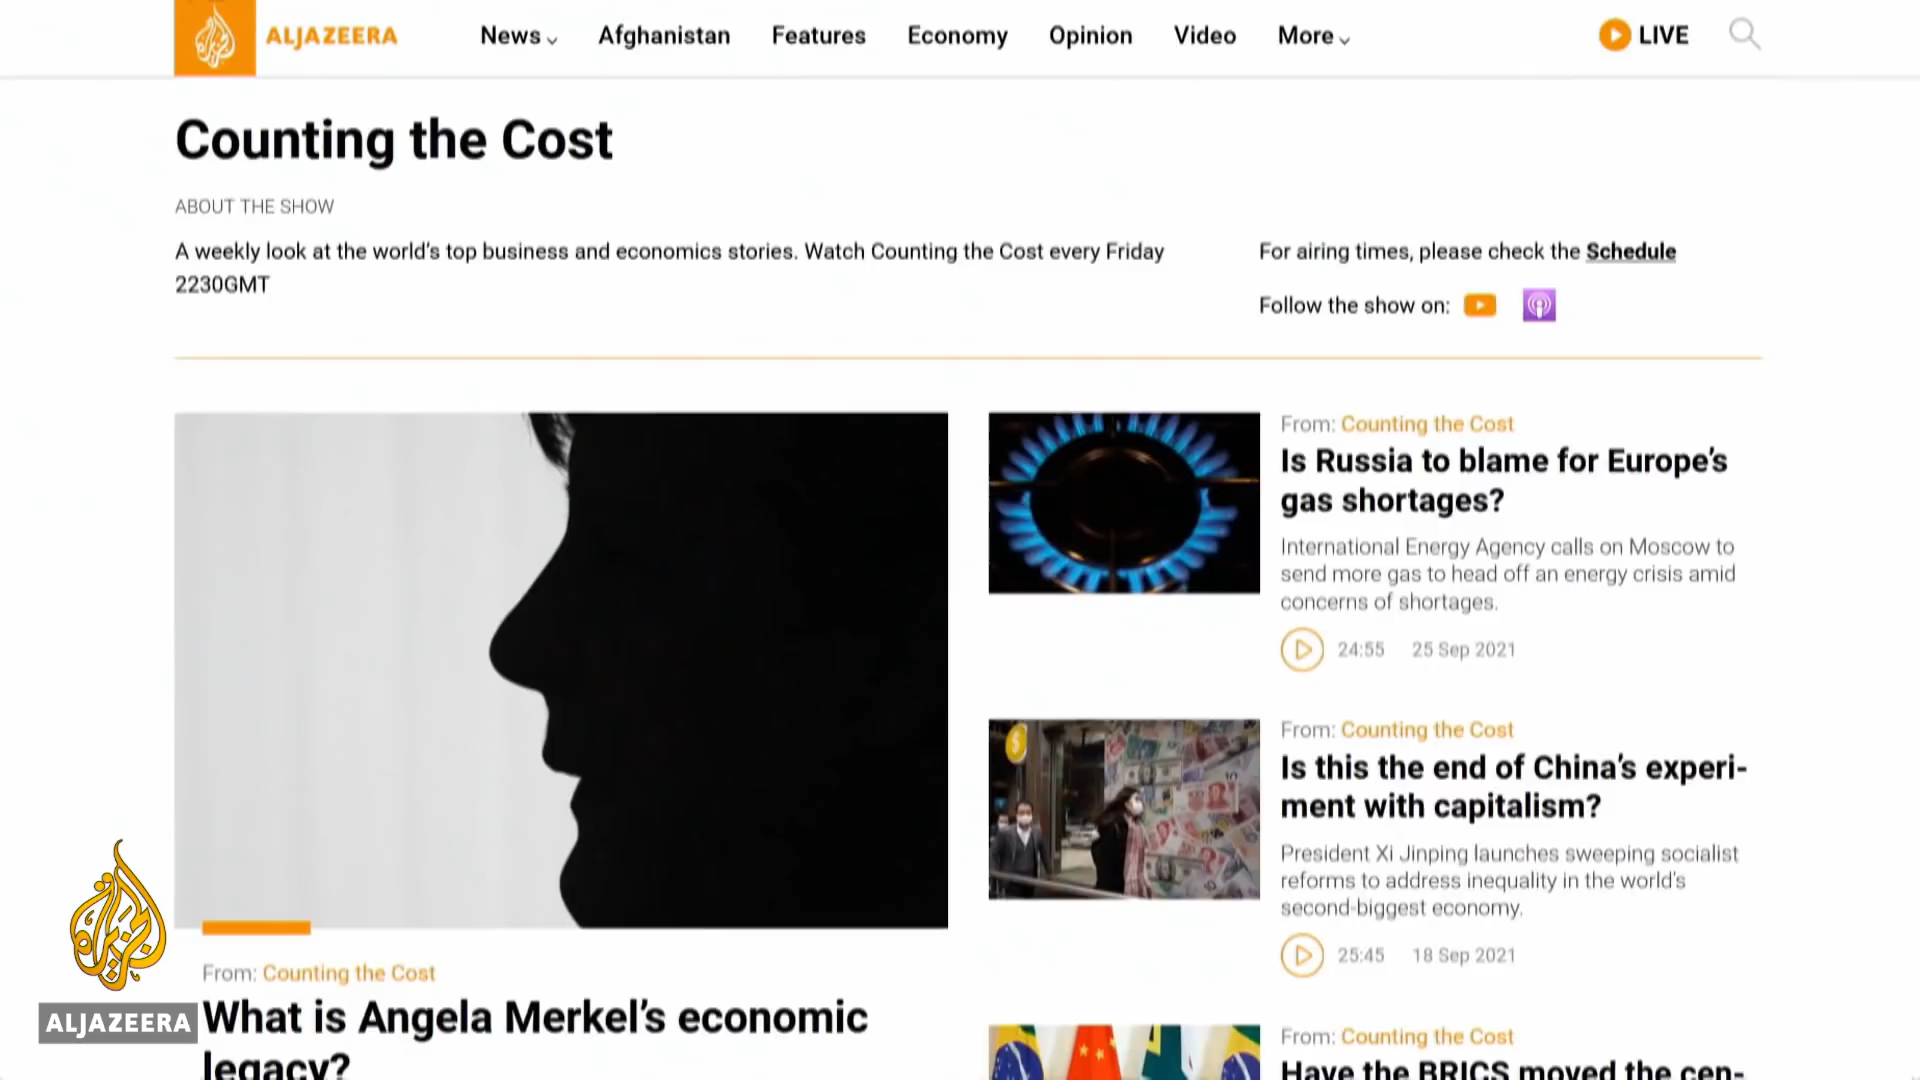 ALJAZEERA
News
Afghanistan
Features
Economy
Opinion
Video
More
LIVE
Counting the Cost
ABOUT THE SHOW
A weekly look at the world's top business and economics stories. Watch Counting the Cost every Friday
2230GMT
For airing times, please check the Schedule
Follow the show on:
From: Counting the Cost
What is Angela Merkel's economic
legacy?
From: Counting the Cost
Is Russia to blame for Europe's
gas shortages?
International Energy Agency calls on Moscow to
send more gas to head off an energy crisis amid
concerns of shortages.
24:55 25 Sep 2021
From: Counting the Cost
Is this the end of China's experi-
ment with capitalism?
President Xi Jinping launches sweeping socialist
reforms to address inequality in the world's
second-biggest economy.
25:45 18 Sep 2021
From: Counting the Cost
Have the BRICS moved the cen-
ALJAZEERA